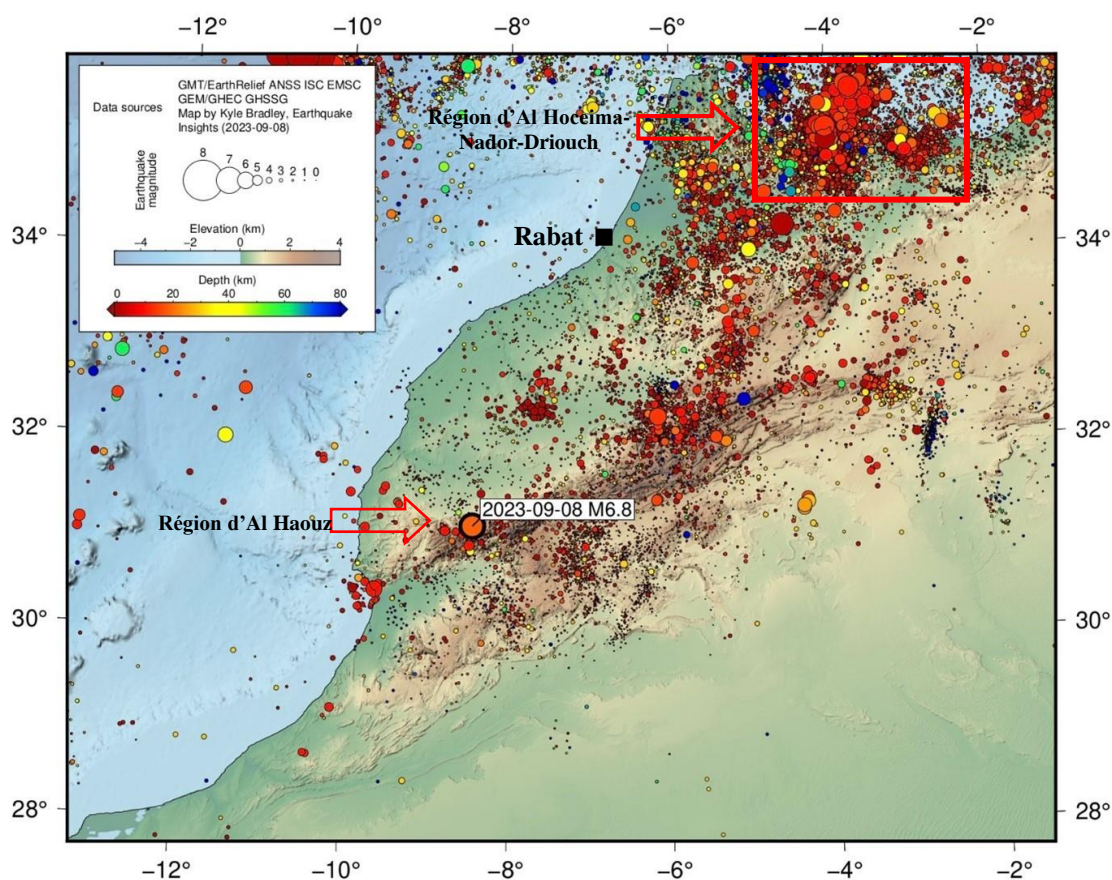 −12° −10° −8° −6° −4° −2°
Data sources
GMT/EarthRelief ANSS ISC EMSC
GEM/GHEC GHSSG
Map by Kyle Bradley, Earthquake
Insights (2023-09-08)
Earthquake
magnitude
8 7 6 5 4 3 2 1 0
Elevation (km)
−4 −2 0 2 4
Depth (km)
0 20 40 60 80
Région d’Al Hoceima-
Nador-Driouch
Rabat
34° 34°
32° 32°
2023-09-08 M6.8
Région d’Al Haouz
30° 30°
28° 28°
−12° −10° −8° −6° −4° −2°